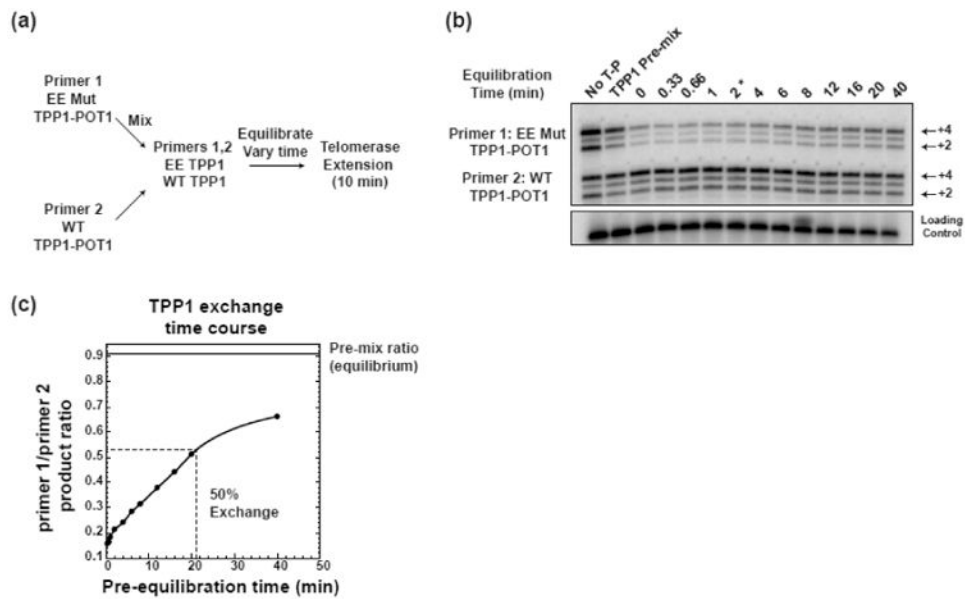 (a)
Primer 1
EE Mut
TPP1-POT1
Mix
Primers 1,2
EE TPP1
WT TPP1
Equilibrate
Vary time
Telomerase
Extension
(10 min)
Primer 2
WT
TPP1-POT1
(b)
Equilibration
Time (min)
No T-P
TPP1 Pre-mix
0
0.33
0.66
1
2 *
4
6
8
12
16
20
40
Primer 1: EE Mut
TPP1-POT1
←+4
←+2
Primer 2: WT
TPP1-POT1
←+4
←+2
Loading
Control
(c)
TPP1 exchange
time course
Pre-mix ratio
(equilibrium)
primer 1/primer 2
product ratio
0.9
0.8
0.7
0.6
0.5
0.4
0.3
0.2
0.1
50%
Exchange
0 10 20 30 40 50
Pre-equilibration time (min)